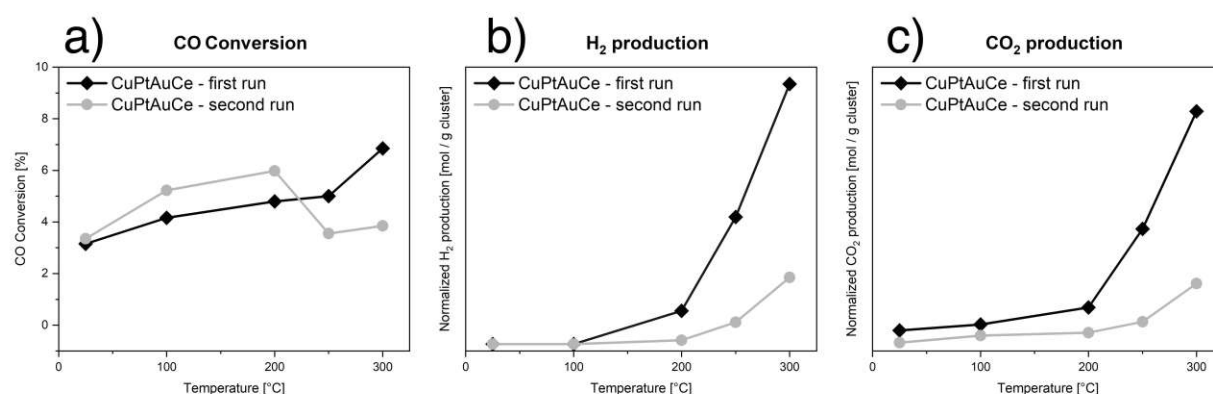 a) CO Conversion
CuPtAuCe - first run
CuPtAuCe - second run
10
8
6
4
2
0
CO Conversion [%]
0 100 200 300
Temperature [°C]
b) H₂ production
CuPtAuCe - first run
CuPtAuCe - second run
Normalized H₂ production [mol / g cluster]
0 100 200 300
Temperature [°C]
c) CO₂ production
CuPtAuCe - first run
CuPtAuCe - second run
Normalized CO₂ production [mol / g cluster]
0 100 200 300
Temperature [°C]